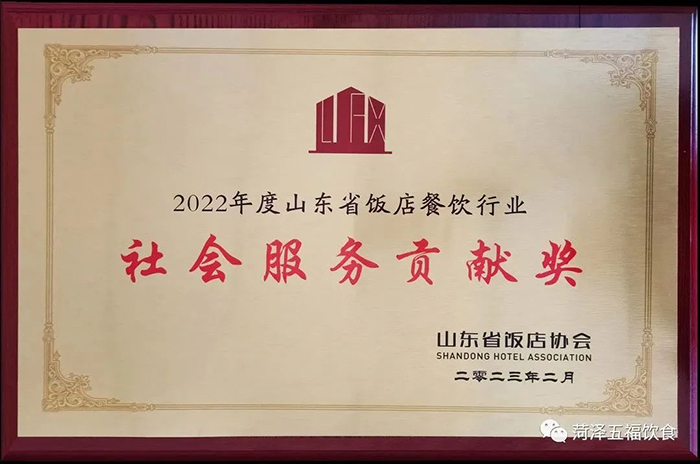 2022年度山东省饭店餐饮行业
社会服务贡献奖
山东省饭店协会
SHANDONG HOTEL ASSOCIATION
二零二三年二月
菏泽五福饮食